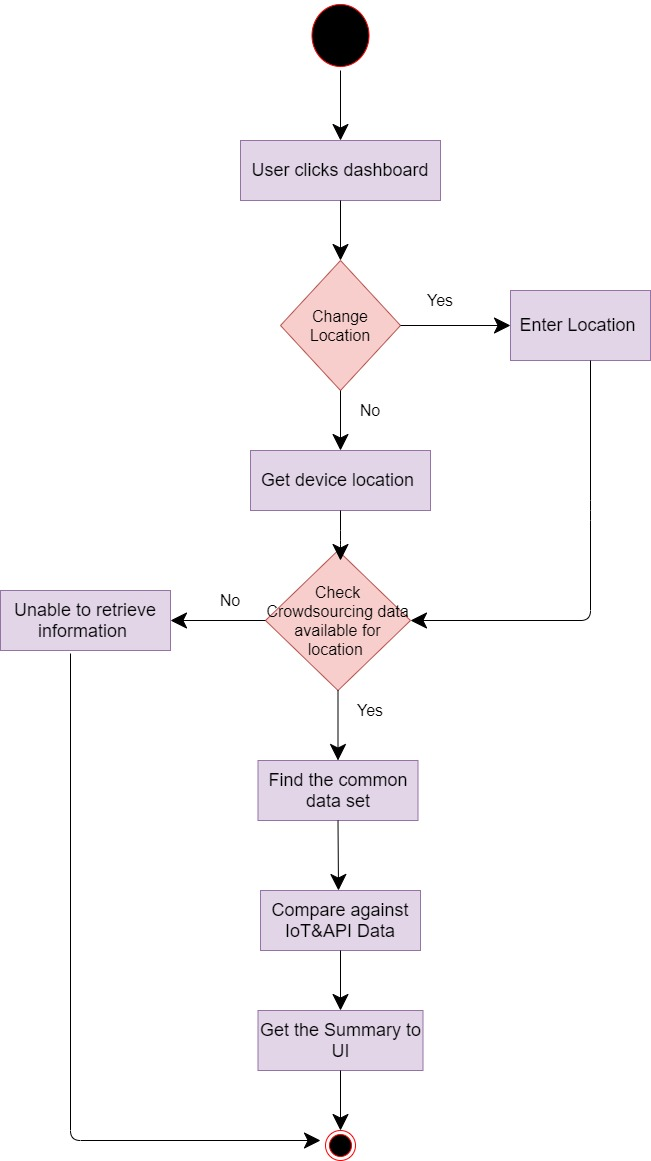 User clicks dashboard
Change
Location
Yes
Enter Location
No
Get device location
Check
Crowdsourcing data
available for
location
No
Unable to retrieve
information
Yes
Find the common
data set
Compare against
IoT&API Data
Get the Summary to
UI